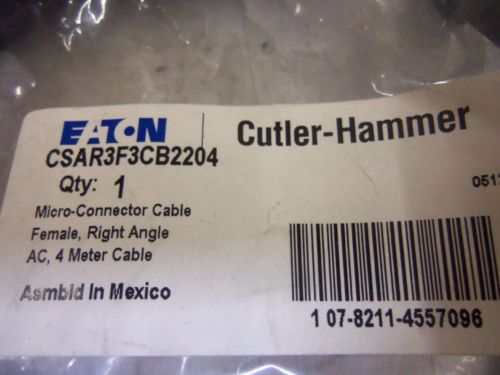 EATON
Cutler-Hammer
CSAR3F3CB2204
Qty: 1
Micro-Connector Cable
Female, Right Angle
AC, 4 Meter Cable
Asmbld In Mexico
1 07-8211-4557096